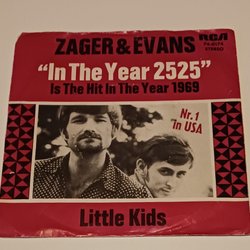 ZAGER & EVANS
RCA
STEREO
“In The Year 2525”
Is The Hit In The Year 1969
Nr. 1
in USA
Little Kids